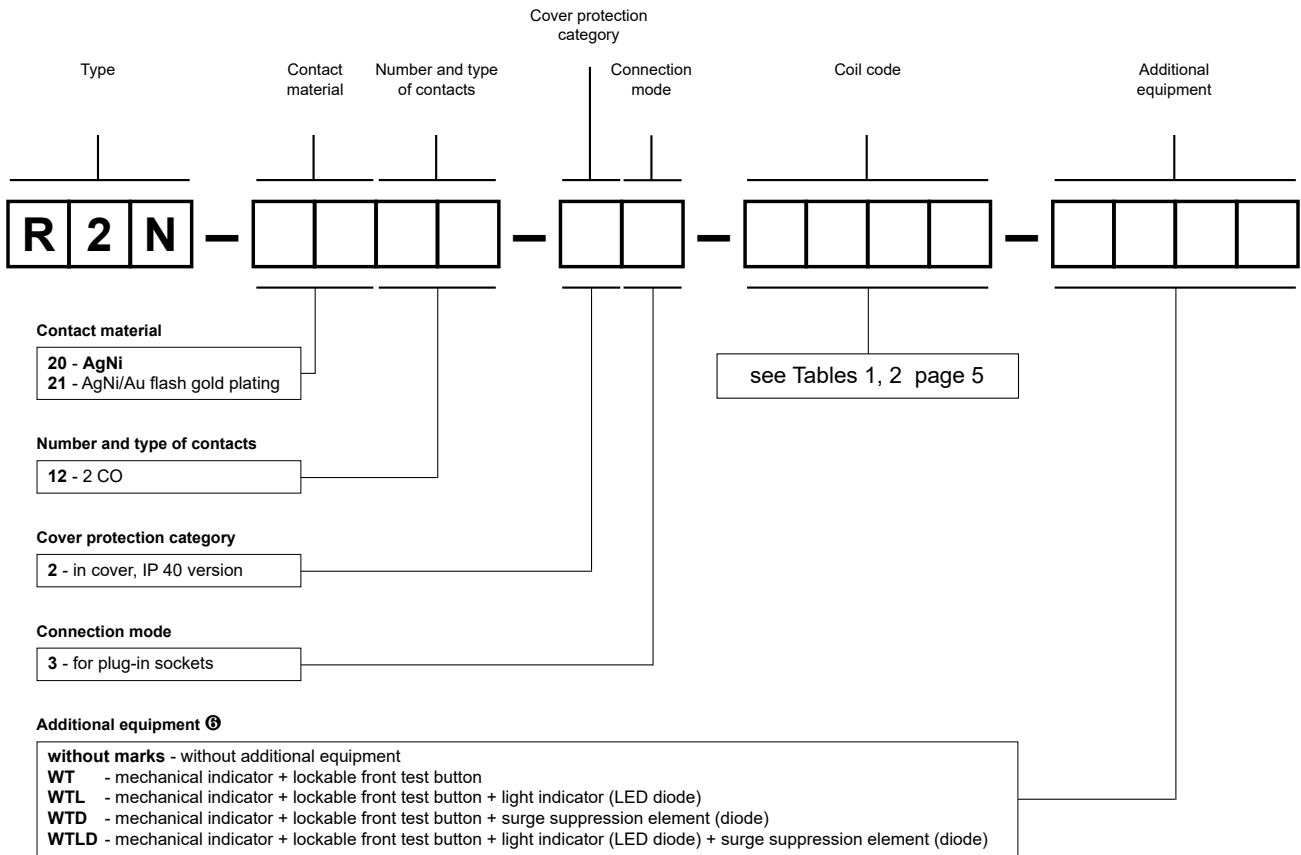 Cover protection
category
Type
Contact
material
Number and type
of contacts
Connection
mode
Coil code
Additional
equipment
R 2 N – – – –
Contact material
20 - AgNi
21 - AgNi/Au flash gold plating
see Tables 1, 2 page 5
Number and type of contacts
12 - 2 CO
Cover protection category
2 - in cover, IP 40 version
Connection mode
3 - for plug-in sockets
Additional equipment ❻
without marks - without additional equipment
WT - mechanical indicator + lockable front test button
WTL - mechanical indicator + lockable front test button + light indicator (LED diode)
WTD - mechanical indicator + lockable front test button + surge suppression element (diode)
WTLD - mechanical indicator + lockable front test button + light indicator (LED diode) + surge suppression element (diode)